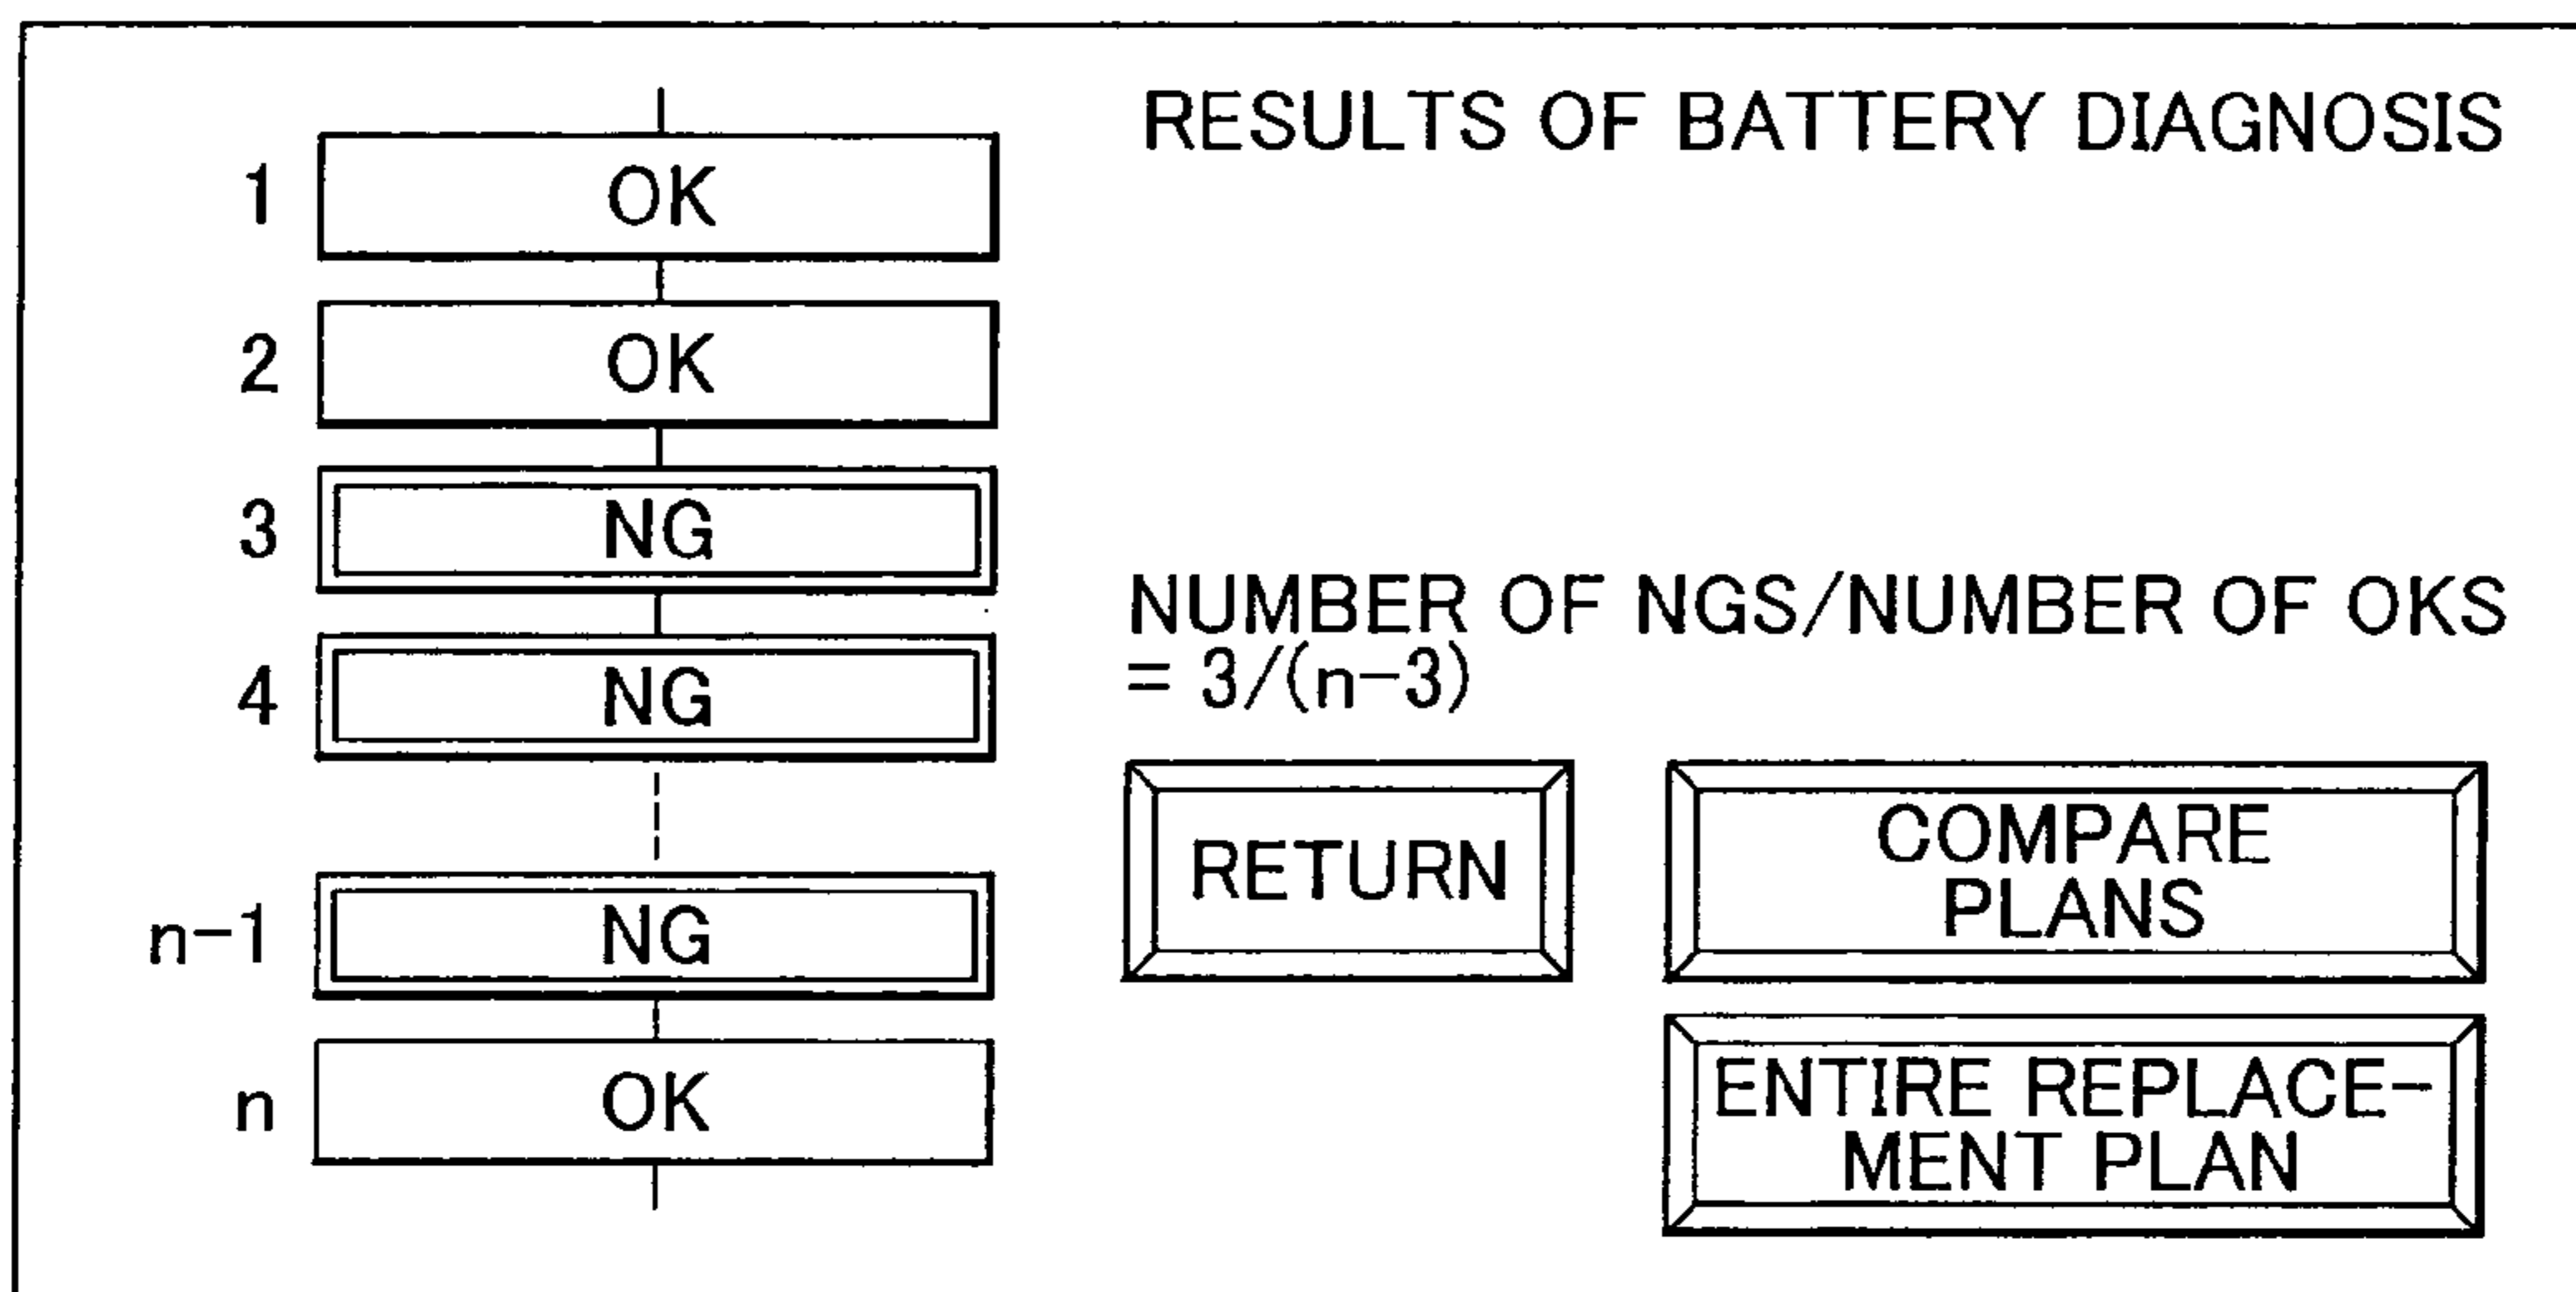 RESULTS OF BATTERY DIAGNOSIS
1 OK
2 OK
3 NG
4 NG
n-1 NG
n OK
NUMBER OF NGS/NUMBER OF OKS
= 3/(n-3)
RETURN
COMPARE
PLANS
ENTIRE REPLACE-
MENT PLAN